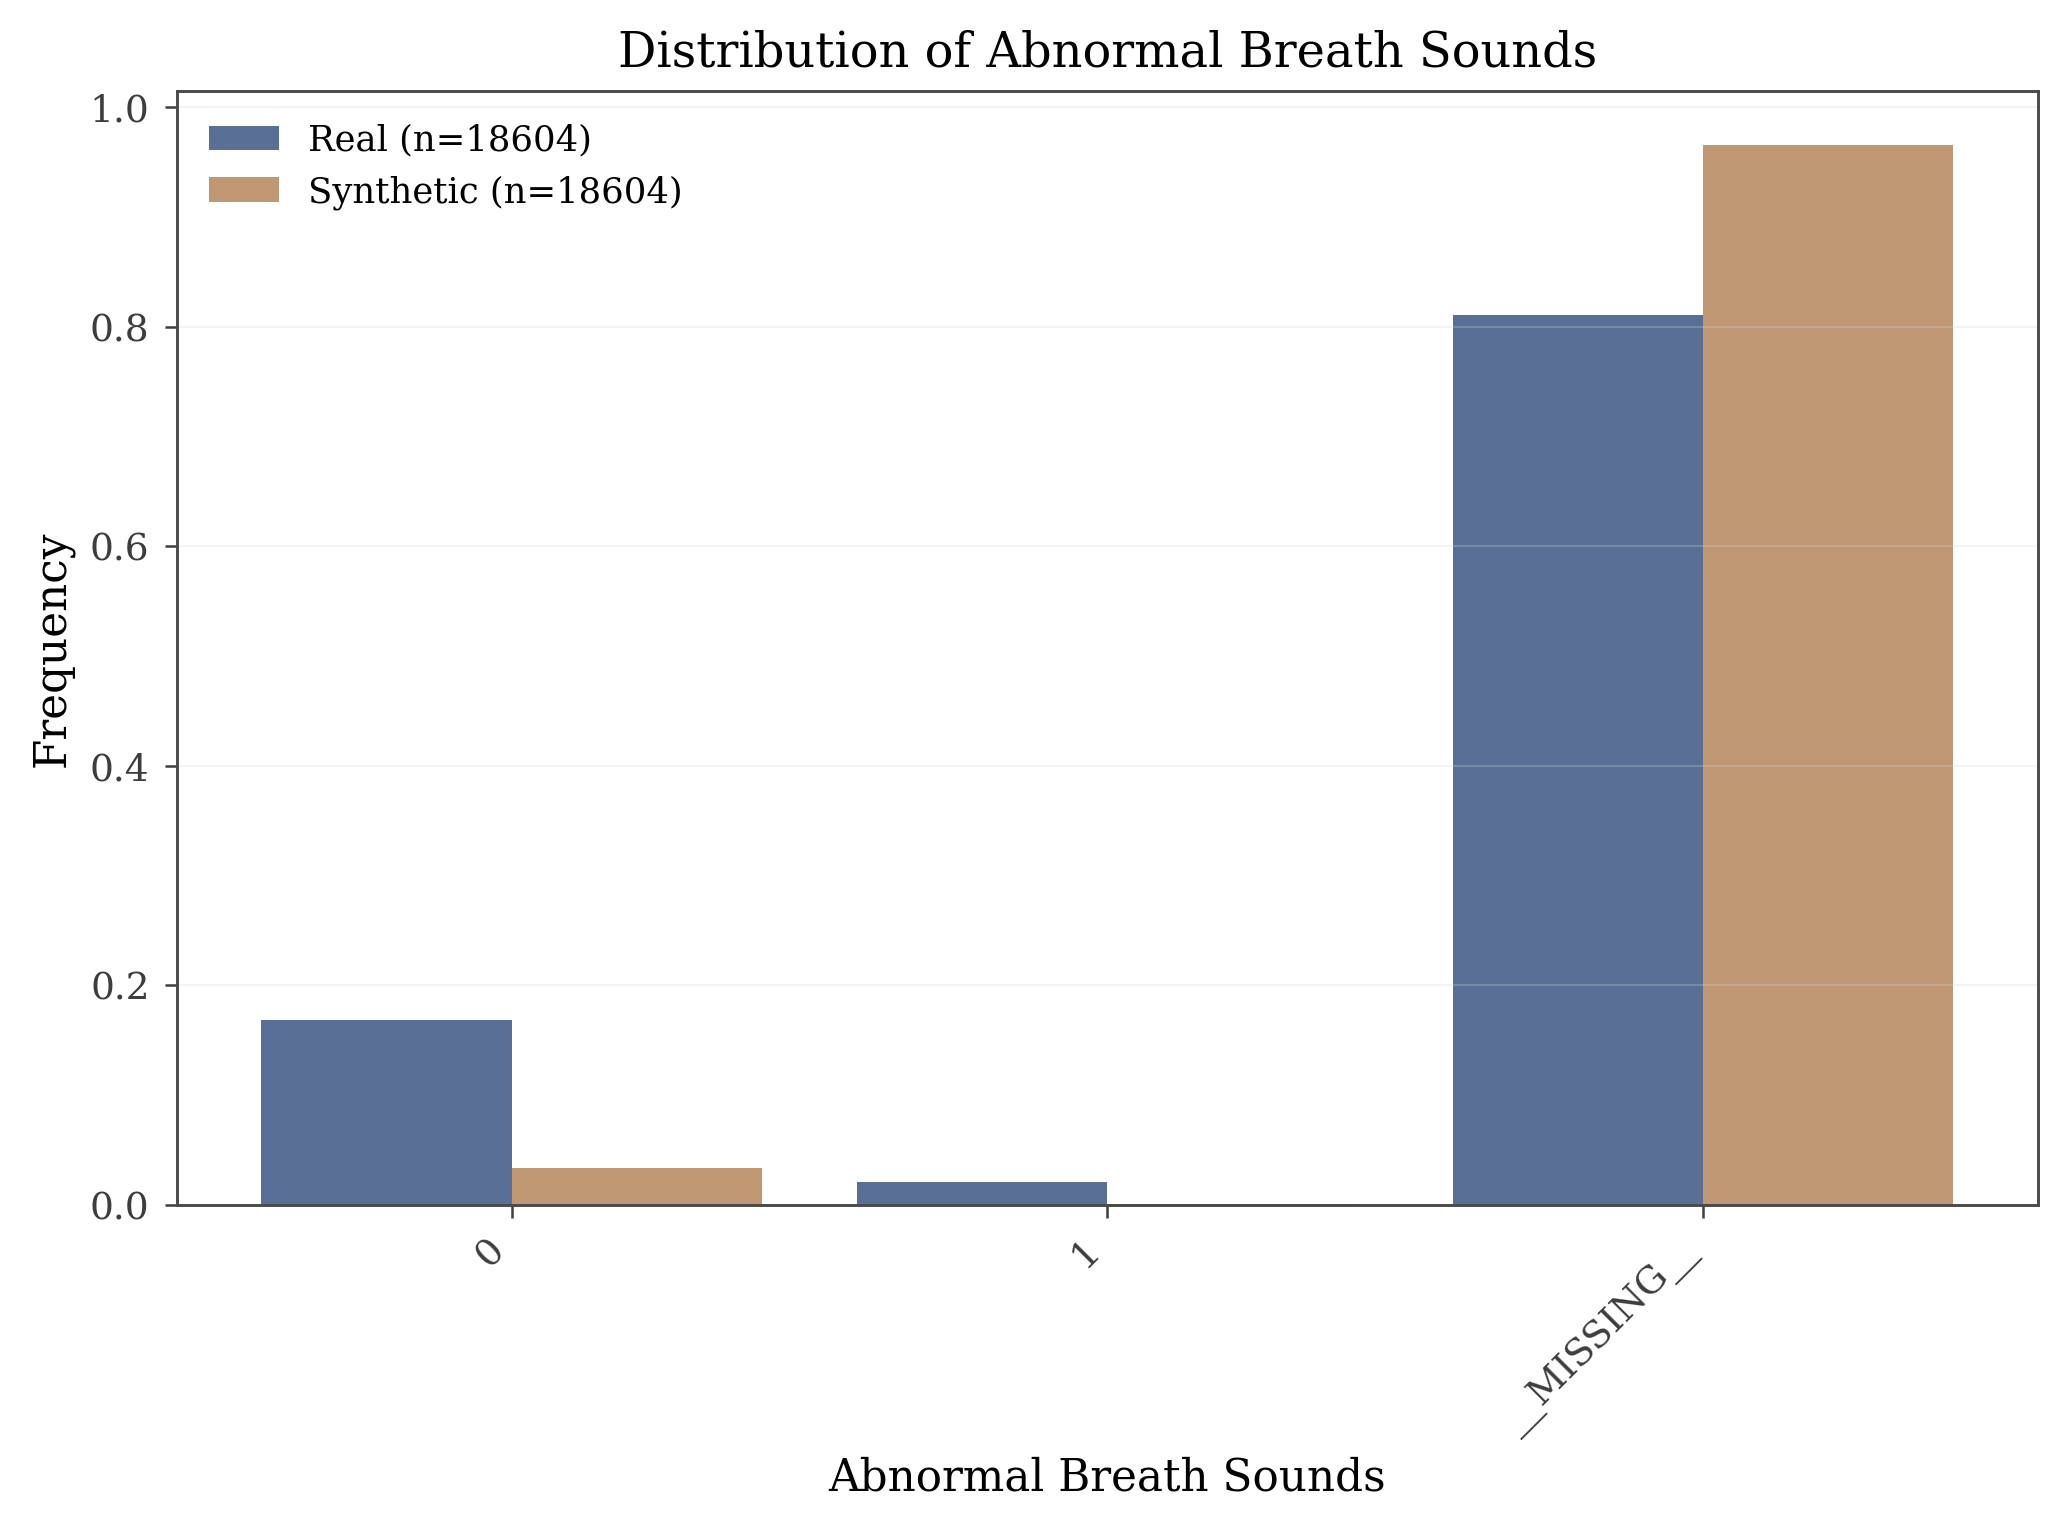 Distribution of Abnormal Breath Sounds
Real (n=18604)
Synthetic (n=18604)
Frequency
1.0
0.8
0.6
0.4
0.2
0.0
0
1
__MISSING__
Abnormal Breath Sounds